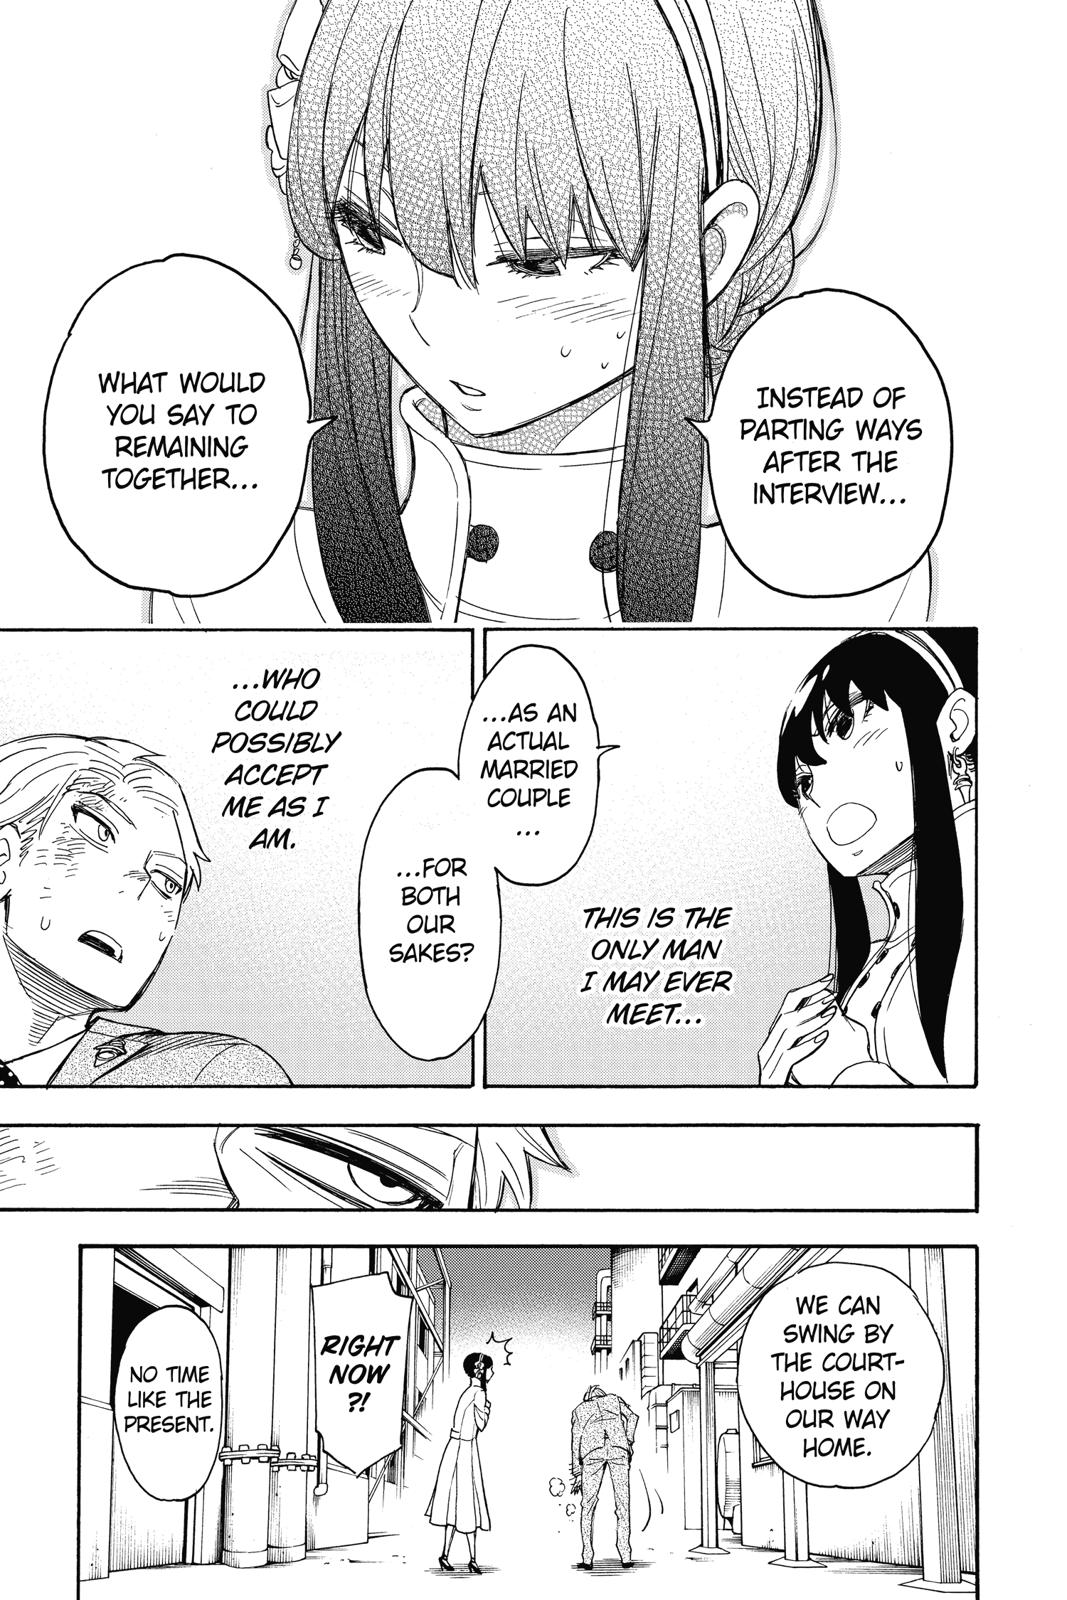 INSTEAD OF
PARTING WAYS
AFTER THE
INTERVIEW...
WHAT WOULD
YOU SAY TO
REMAINING
TOGETHER...
...AS AN
ACTUAL
MARRIED
COUPLE
...
...FOR
BOTH
OUR
SAKES?
THIS IS THE
ONLY MAN
I MAY EVER
MEET...
...WHO
COULD
POSSIBLY
ACCEPT
ME AS I
AM.
WE CAN
SWING BY
THE COURT-
HOUSE ON
OUR WAY
HOME.
RIGHT
NOW
?!
NO TIME
LIKE THE
PRESENT.